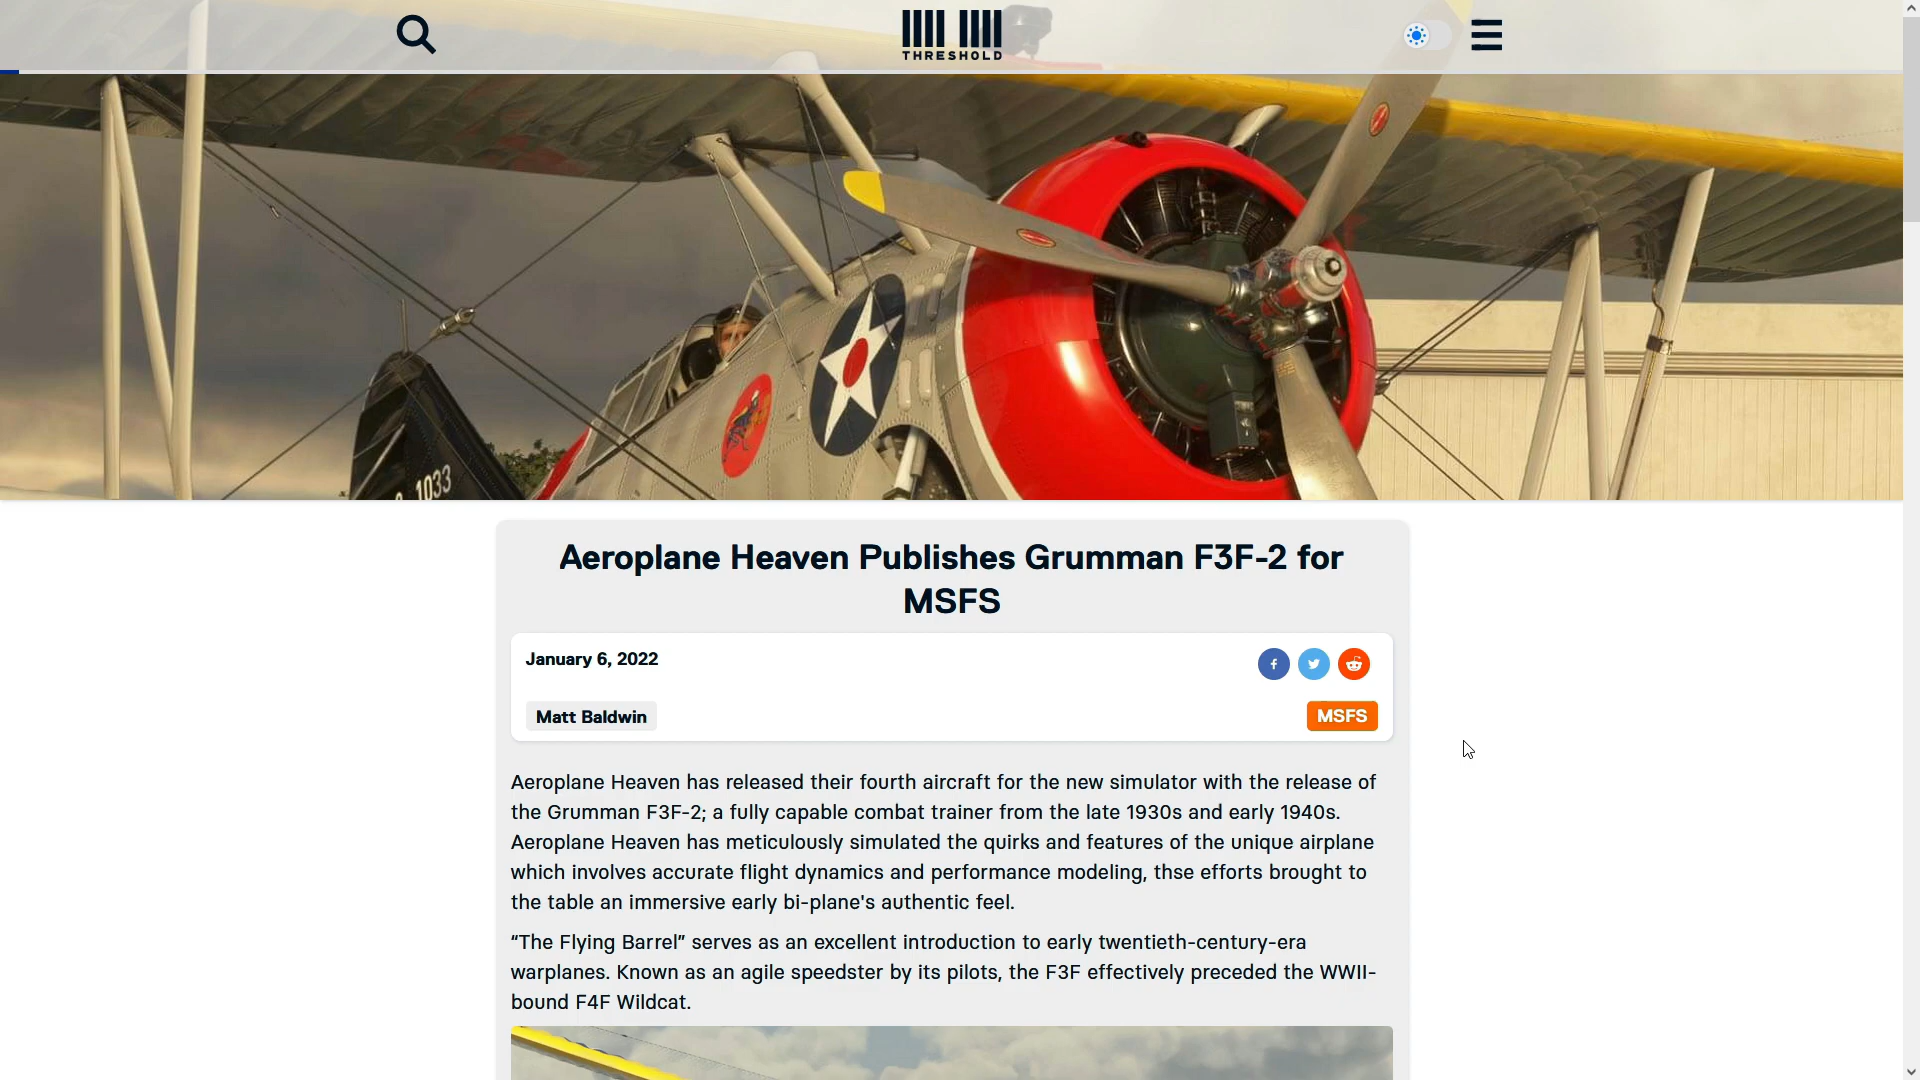 THRESHOLD
1033
Aeroplane Heaven Publishes Grumman F3F-2 for
MSFS
January 6, 2022
Matt Baldwin
MSFS
Aeroplane Heaven has released their fourth aircraft for the new simulator with the release of
the Grumman F3F-2; a fully capable combat trainer from the late 1930s and early 1940s.
Aeroplane Heaven has meticulously simulated the quirks and features of the unique airplane
which involves accurate flight dynamics and performance modeling, thse efforts brought to
the table an immersive early bi-plane's authentic feel.
“The Flying Barrel” serves as an excellent introduction to early twentieth-century-era
warplanes. Known as an agile speedster by its pilots, the F3F effectively preceded the WWII-
bound F4F Wildcat.